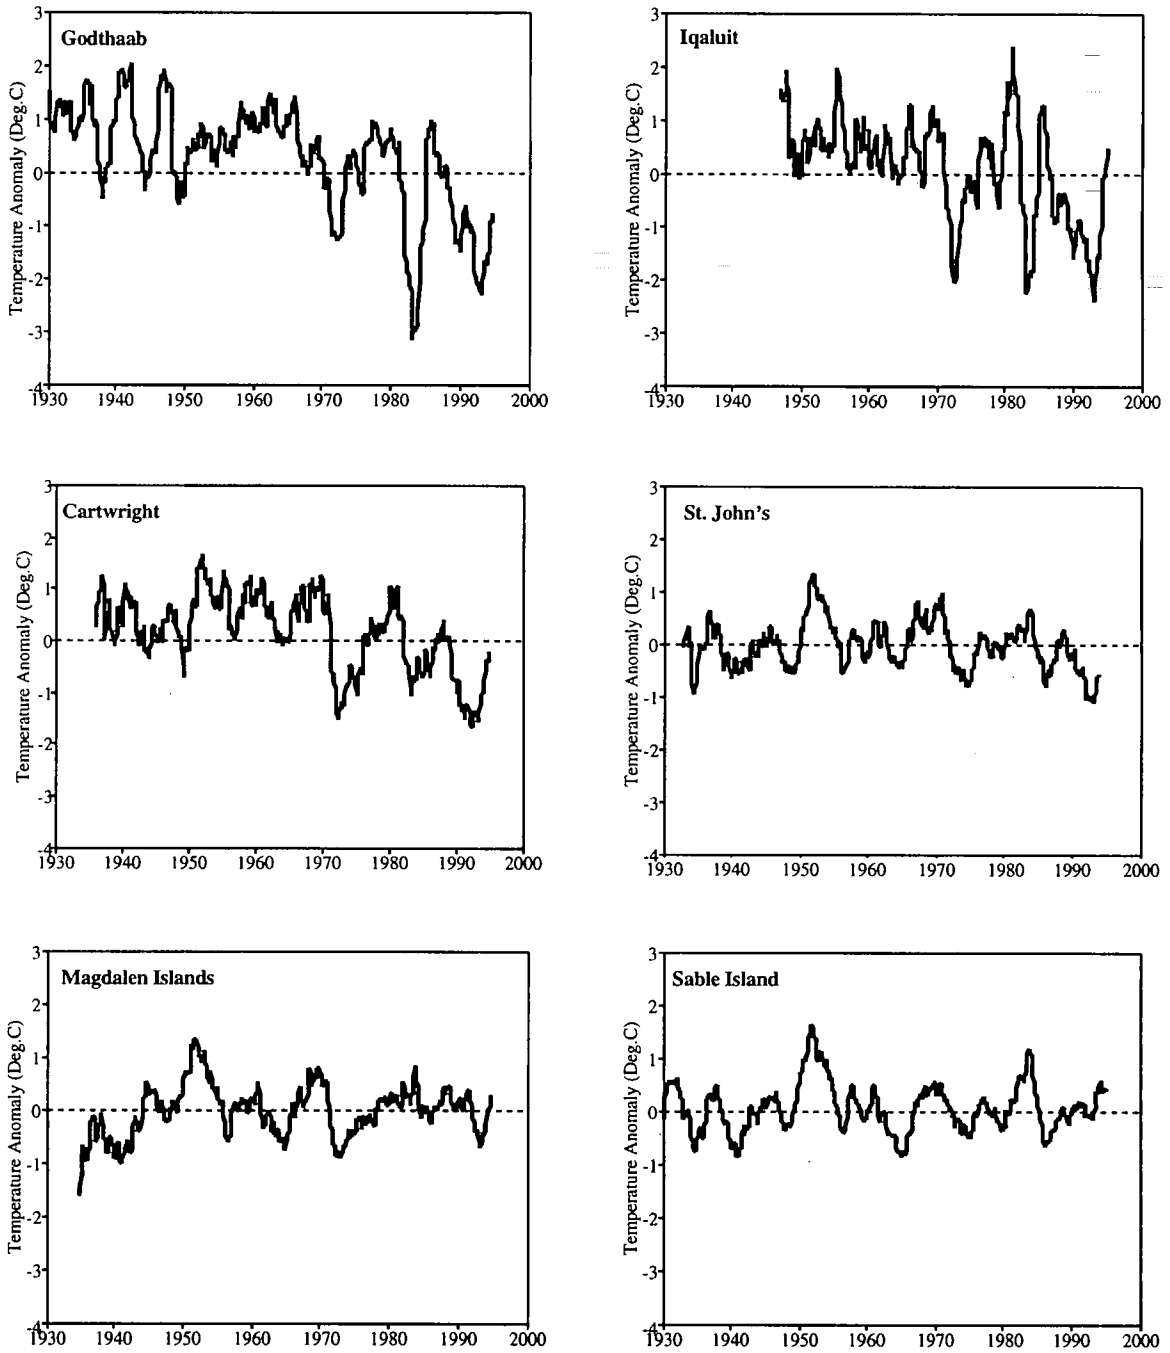 Godthaab
Temperature Anomaly (Deg.C)
3
2
1
0
-1
-2
-3
-4
1930 1940 1950 1960 1970 1980 1990 2000
Iqaluit
Temperature Anomaly (Deg.C)
3
2
1
0
-1
-2
-3
-4
1930 1940 1950 1960 1970 1980 1990 2000
Cartwright
Temperature Anomaly (Deg.C)
3
2
1
0
-1
-2
-3
-4
1930 1940 1950 1960 1970 1980 1990 2000
St. John's
Temperature Anomaly (Deg.C)
3
2
1
0
-1
-2
-3
-4
1930 1940 1950 1960 1970 1980 1990 2000
Magdalen Islands
Temperature Anomaly (Deg.C)
3
2
1
0
-1
-2
-3
-4
1930 1940 1950 1960 1970 1980 1990 2000
Sable Island
Temperature Anomaly (Deg.C)
3
2
1
0
-1
-2
-3
-4
1930 1940 1950 1960 1970 1980 1990 2000